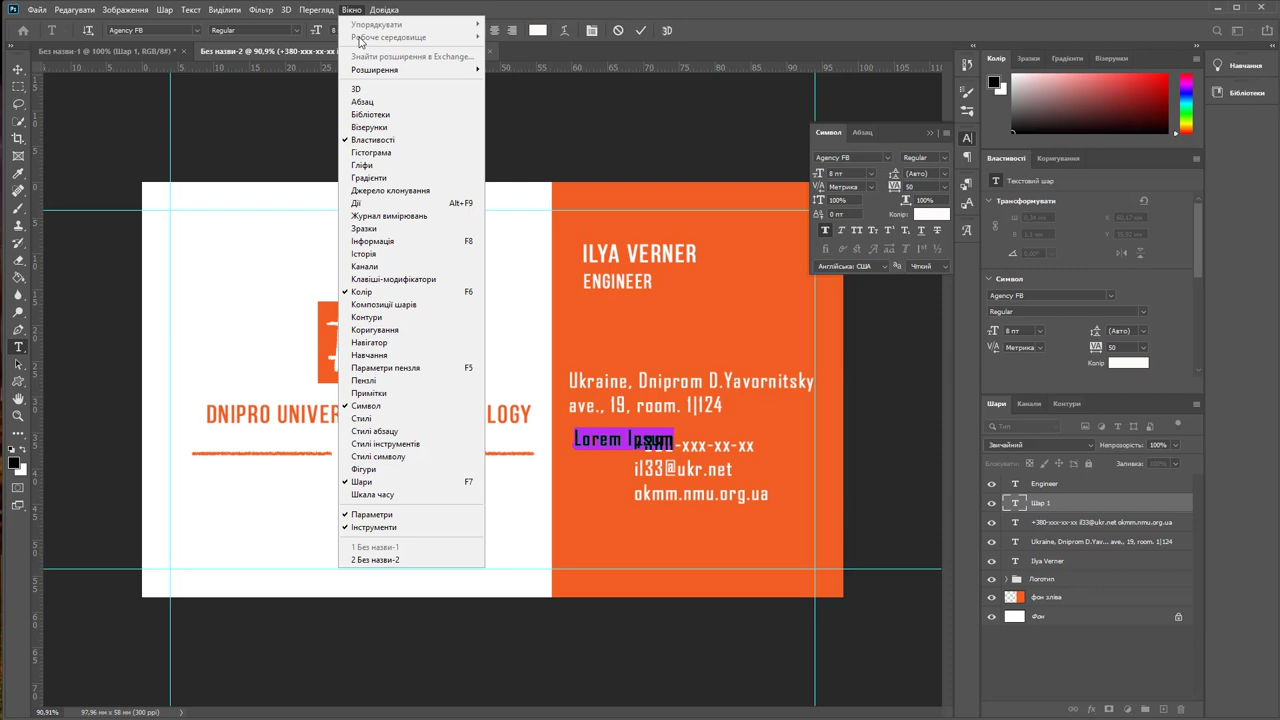 Файл Редагувати Зображення Шар Текст Виділення Фільтр 3D Перегляд Вікно Довідка
Agency FB Regular 8 3D
Без назви-1 @ 100% (Шар 1, RGB/8#) *
Без назви-2 @ 90,9% (+380-xxx-xx-xx
Упорядкувати
Робоче середовище
Знайти розширення в Exchange...
Розширення
3D
Абзац
Бібліотеки
Візерунки
Властивості
Гістограма
Гліфи
Градієнти
Джерело клонування
Дії Alt+F9
Журнал вимірювань
Зразки
Інформація F8
Історія
Канали
Клавіші-модифікатори
Колір F6
Композиції шарів
Контури
Коригування
Навігатор
Навчання
Параметри пензля F5
Пензлі
Примітки
Символ
Стилі
Стилі абзацу
Стилі інструментів
Стилі символу
Фігури
Шари F7
Шкала часу
Параметри
Інструменти
1 Без назви-1
2 Без назви-2
DNIPRO UNIVER
OLOGY
ILYA VERNER
ENGINEER
Ukraine, Dniprom D.Yavornitsky
ave., 19, room. 1|124
Lorem Ipsum
-xxx-xx-xx
il33@ukr.net
okmm.nmu.org.ua
Символ Абзац
Agency FB Regular
8 пт (Авто)
Метрика 50
100% 100%
0 пт Колір:
Англійська: США Чіткий
Колір Зразки Градієнти Візерунки
Навчання
Бібліотеки
Властивості Коригування
Текстовий шар
Трансформувати
Символ
Agency FB
Regular
8 пт (Авто)
Метрика 50
Колір
Шари Канали Контури
Тип
Звичайний Непрозорість: 100%
Блокувати: Заливка: 100%
Engineer
Шар 1
+380-xxx-xx-xx il33@ukr.net okmm.nmu.org.ua
Ukraine, Dniprom D.Yav... ave., 19, room. 1|124
Ilya Verner
Логотип
фон зліва
Фон
90,91% 97,96 мм x 58 мм (300 ppi)